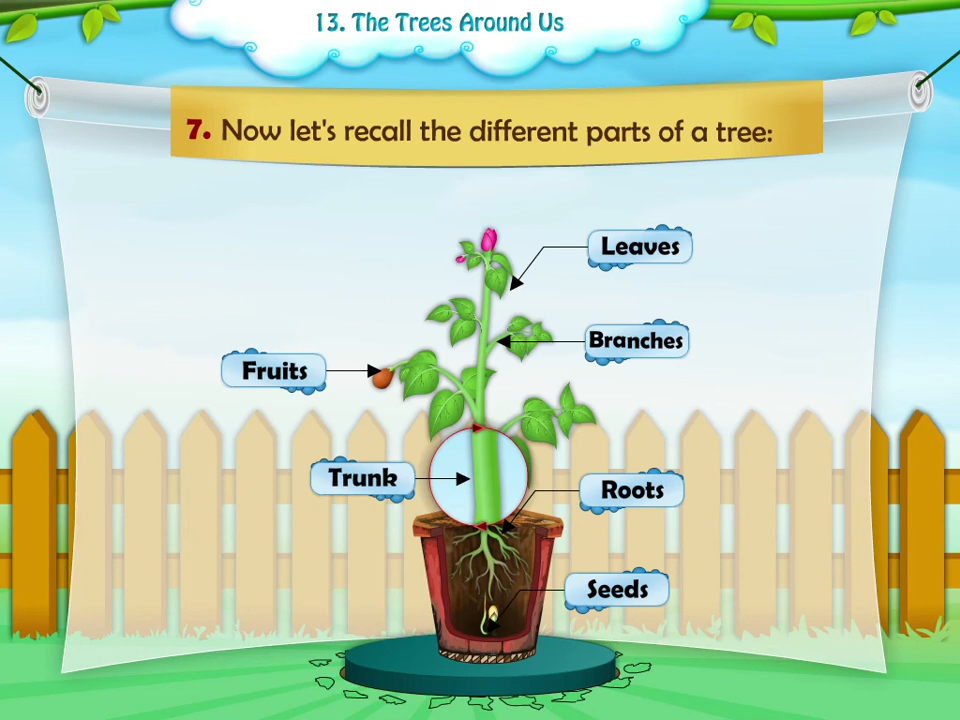 13. The Trees Around Us
7. Now let's recall the different parts of a tree:
Leaves
Branches
Fruits
Trunk
Roots
Seeds